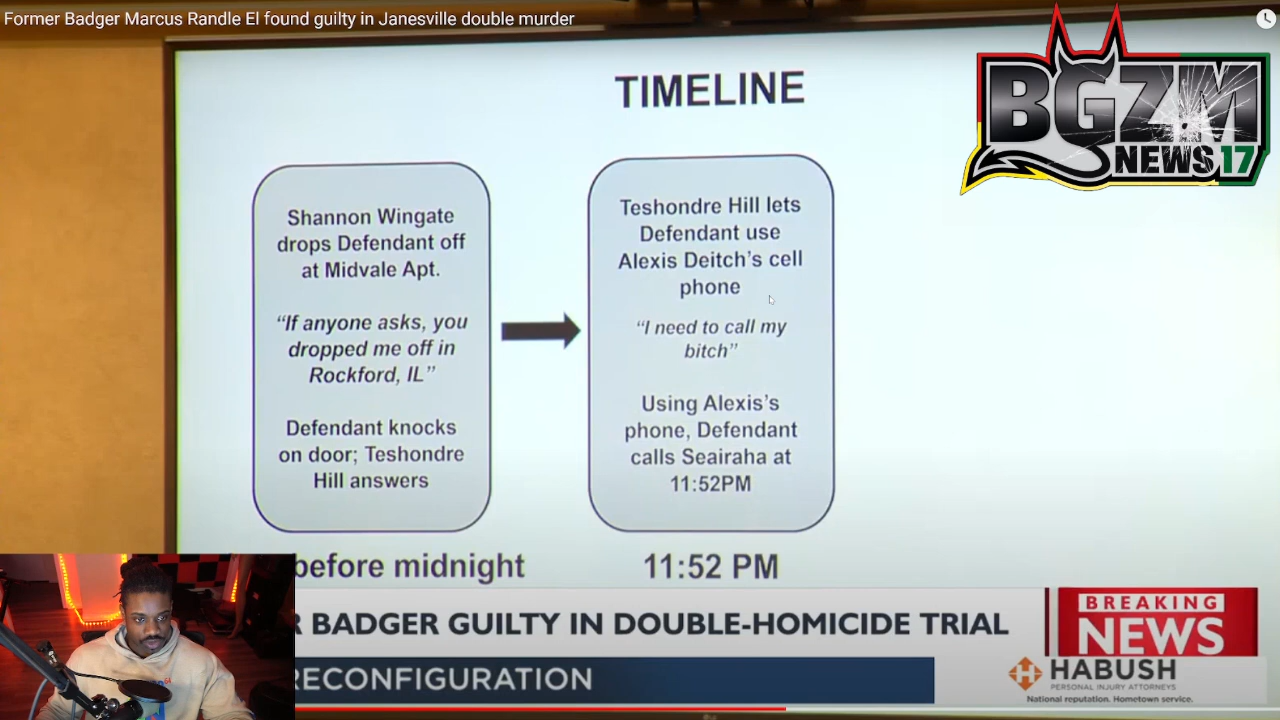 Former Badger Marcus Randle El found guilty in Janesville double murder
BGZM
NEWS 17
TIMELINE
Shannon Wingate
drops Defendant off
at Midvale Apt.
“If anyone asks, you
dropped me off in
Rockford, IL”
Defendant knocks
on door; Teshondre
Hill answers
before midnight
Teshondre Hill lets
Defendant use
Alexis Deitch’s cell
phone
“I need to call my
bitch”
Using Alexis’s
phone, Defendant
calls Seairaha at
11:52PM
11:52 PM
R BADGER GUILTY IN DOUBLE-HOMICIDE TRIAL
RECONFIGURATION
BREAKING
NEWS
HABUSH
PERSONAL INJURY ATTORNEYS
National reputation. Hometown service.